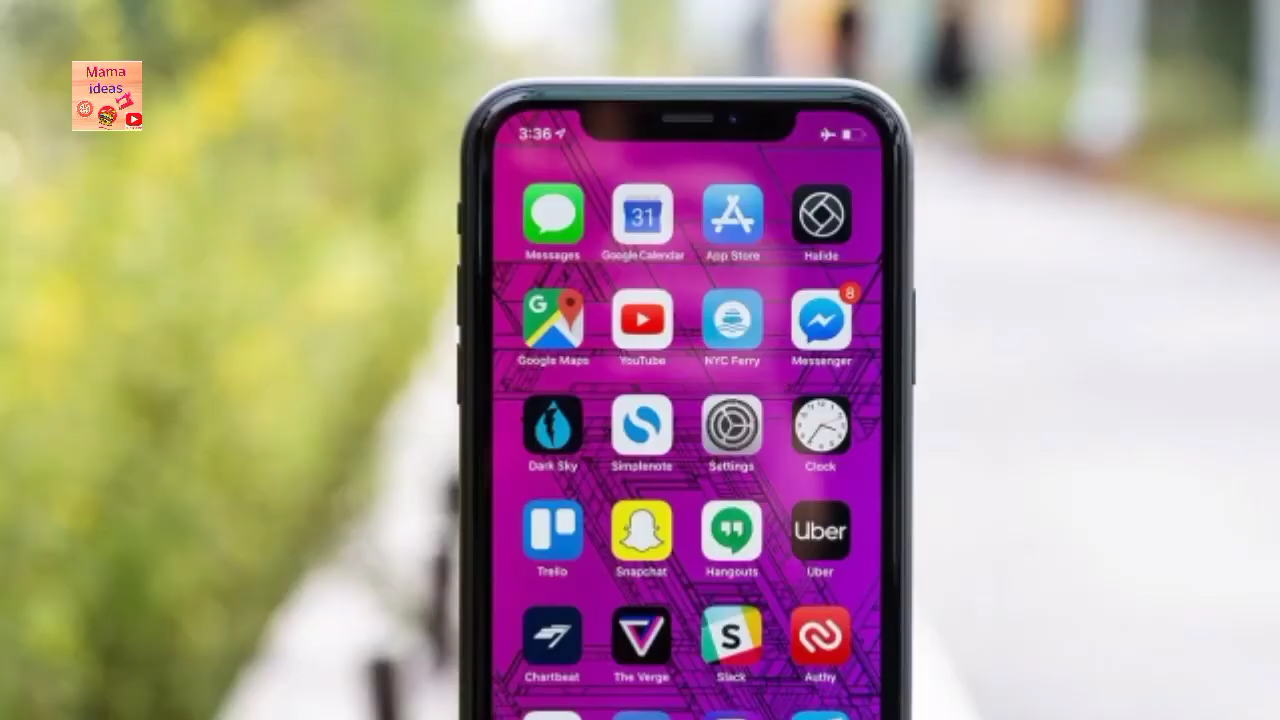 Mama
ideas
3:36
31
Messages
Google Calendar
App Store
Halide
8
G
Google Maps
YouTube
NYC Ferry
Messenger
Dark Sky
Simplenote
Settings
Clock
Uber
Trello
Snapchat
Hangouts
Uber
S
Chartbeat
The Verge
Slack
Authy